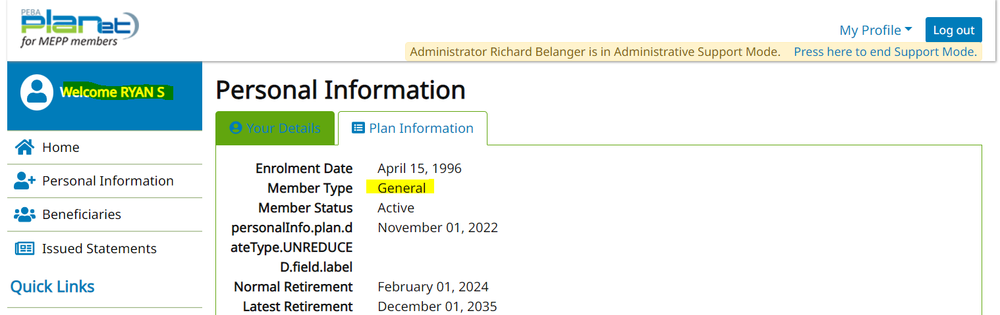 PEBA
planet
for MEPP members
My Profile
Log out
Administrator Richard Belanger is in Administrative Support Mode. Press here to end Support Mode.
Welcome RYAN S
Home
Personal Information
Beneficiaries
Issued Statements
Quick Links
Personal Information
Your Details
Plan Information
Enrolment Date April 15, 1996
Member Type General
Member Status Active
personalInfo.plan.d November 01, 2022
ateType.UNREDUCE
D.field.label
Normal Retirement February 01, 2024
Latest Retirement December 01, 2035